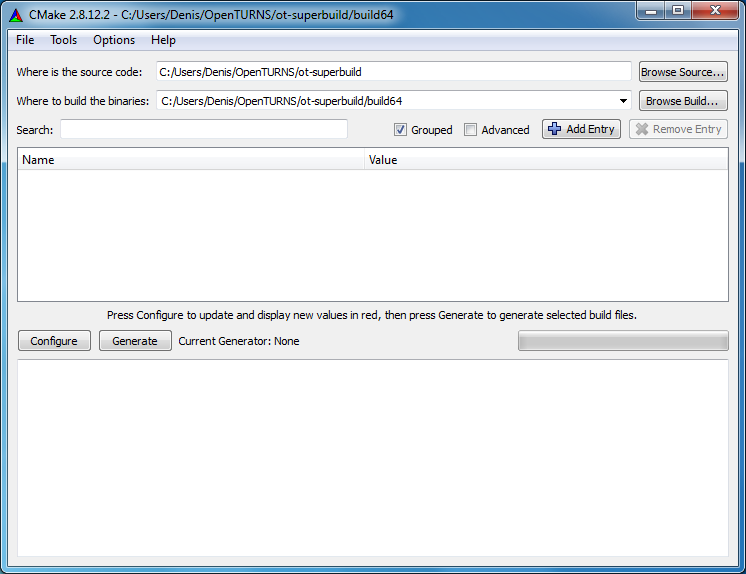 CMake 2.8.12.2 - C:/Users/Denis/OpenTURNS/ot-superbuild/build64
File Tools Options Help
Where is the source code: C:/Users/Denis/OpenTURNS/ot-superbuild Browse Source...
Where to build the binaries: C:/Users/Denis/OpenTURNS/ot-superbuild/build64 Browse Build...
Search: Grouped Advanced Add Entry Remove Entry
Name Value
Press Configure to update and display new values in red, then press Generate to generate selected build files.
Configure Generate Current Generator: None